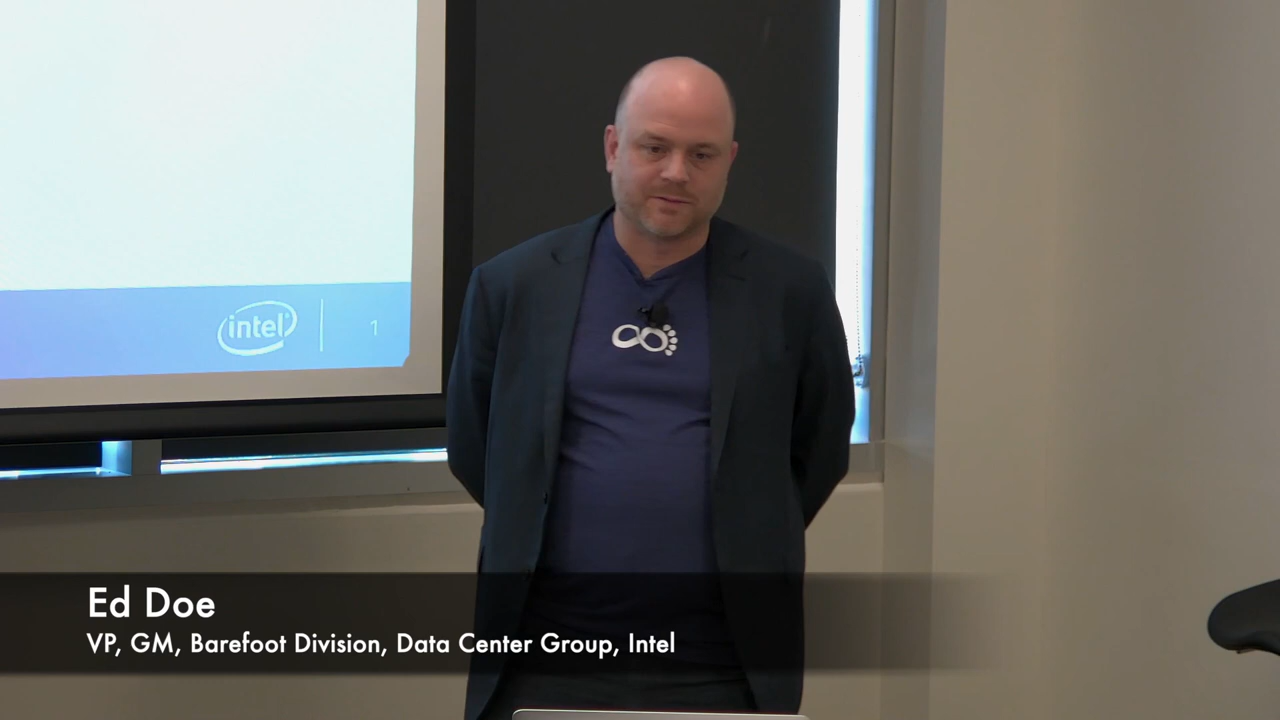 intel
1
Ed Doe
VP, GM, Barefoot Division, Data Center Group, Intel